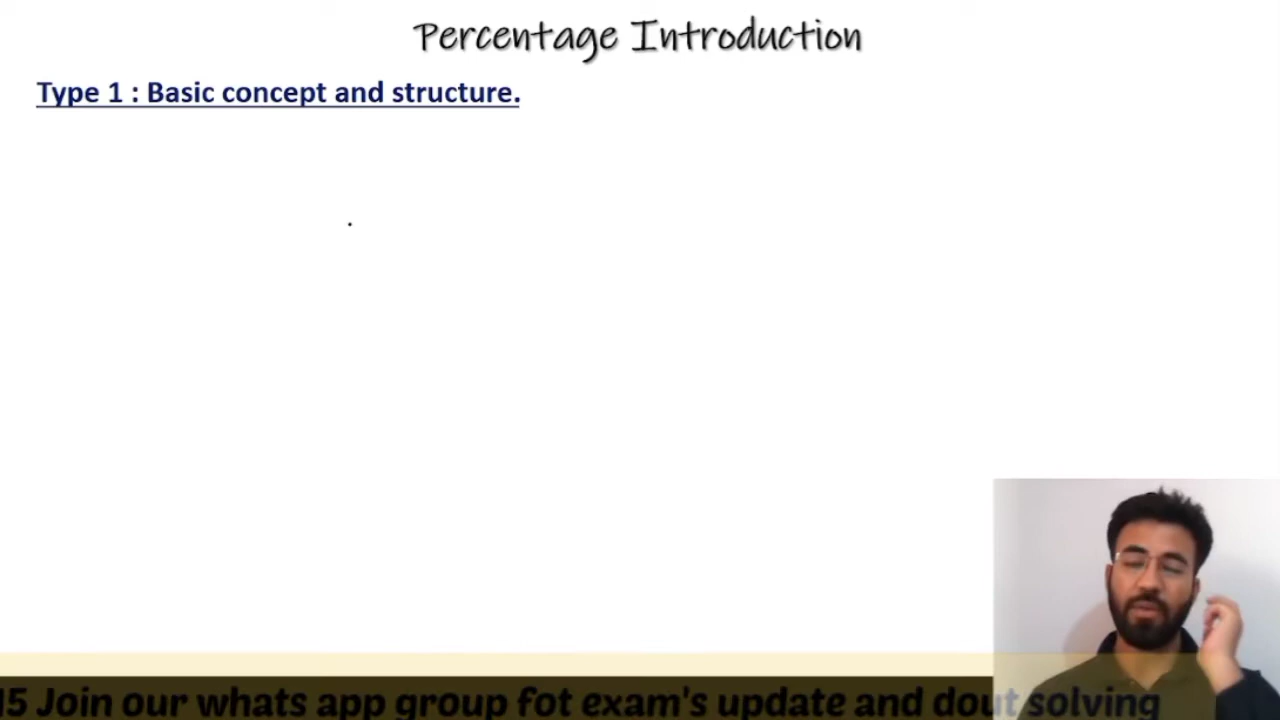 Percentage Introduction
Type 1 : Basic concept and structure.
15 Join our whats app group fot exam's update and dout solving